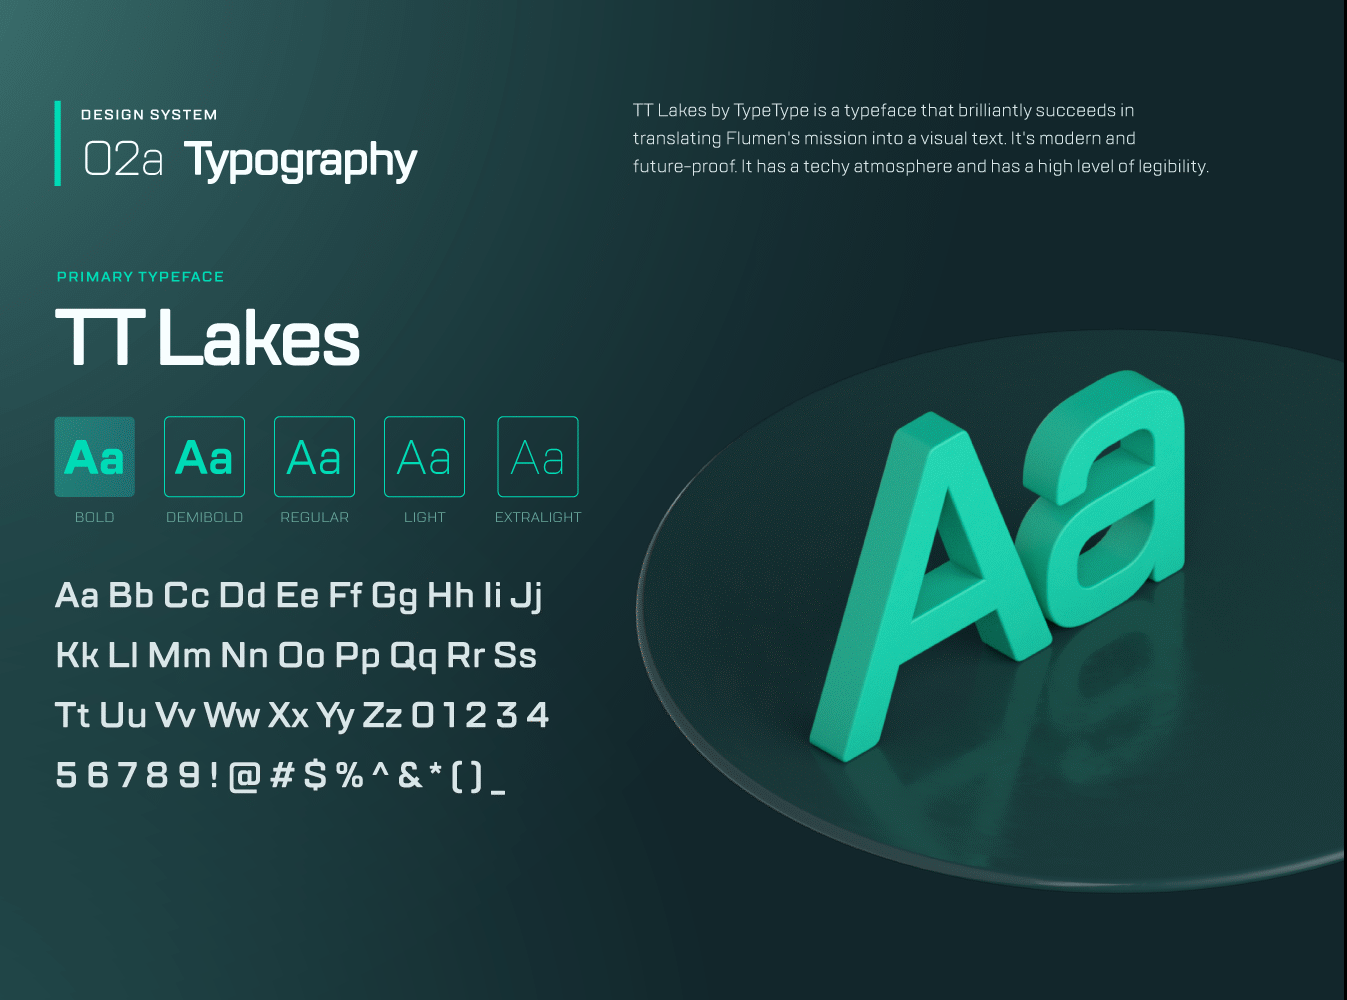 DESIGN SYSTEM
02a Typography
TT Lakes by TypeType is a typeface that brilliantly succeeds in
translating Flumen's mission into a visual text. It's modern and
future-proof. It has a techy atmosphere and has a high level of legibility.
PRIMARY TYPEFACE
TT Lakes
Aa Aa Aa Aa Aa
BOLD DEMIBOLD REGULAR LIGHT EXTRALIGHT
Aa Bb Cc Dd Ee Ff Gg Hh Ii Jj
Kk Ll Mm Nn Oo Pp Qq Rr Ss
Tt Uu Vv Ww Xx Yy Zz 0 1 2 3 4
5 6 7 8 9 ! @ # $ % ^ & * ( ) _
Aa